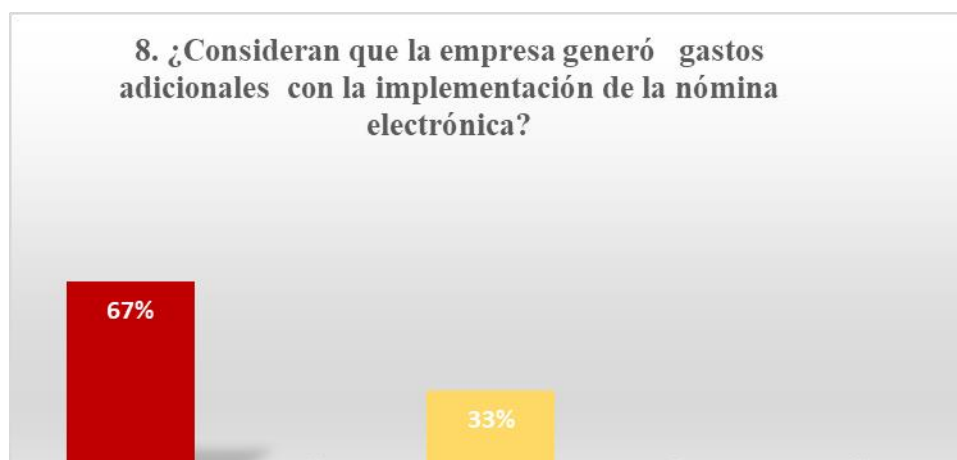 8. ¿Consideran que la empresa generó gastos
adicionales con la implementación de la nómina
electrónica?
67%
33%